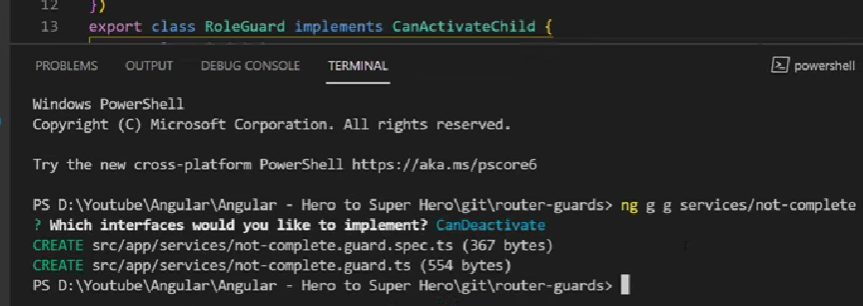 12 })
13 export class RoleGuard implements CanActivateChild {
PROBLEMS OUTPUT DEBUG CONSOLE TERMINAL powershell
Windows PowerShell
Copyright (C) Microsoft Corporation. All rights reserved.
Try the new cross-platform PowerShell https://aka.ms/pscore6
PS D:\Youtube\Angular\Angular - Hero to Super Hero\git\router-guards> ng g g services/not-complete
? Which interfaces would you like to implement? CanDeactivate
CREATE src/app/services/not-complete.guard.spec.ts (367 bytes)
CREATE src/app/services/not-complete.guard.ts (554 bytes)
PS D:\Youtube\Angular\Angular - Hero to Super Hero\git\router-guards>